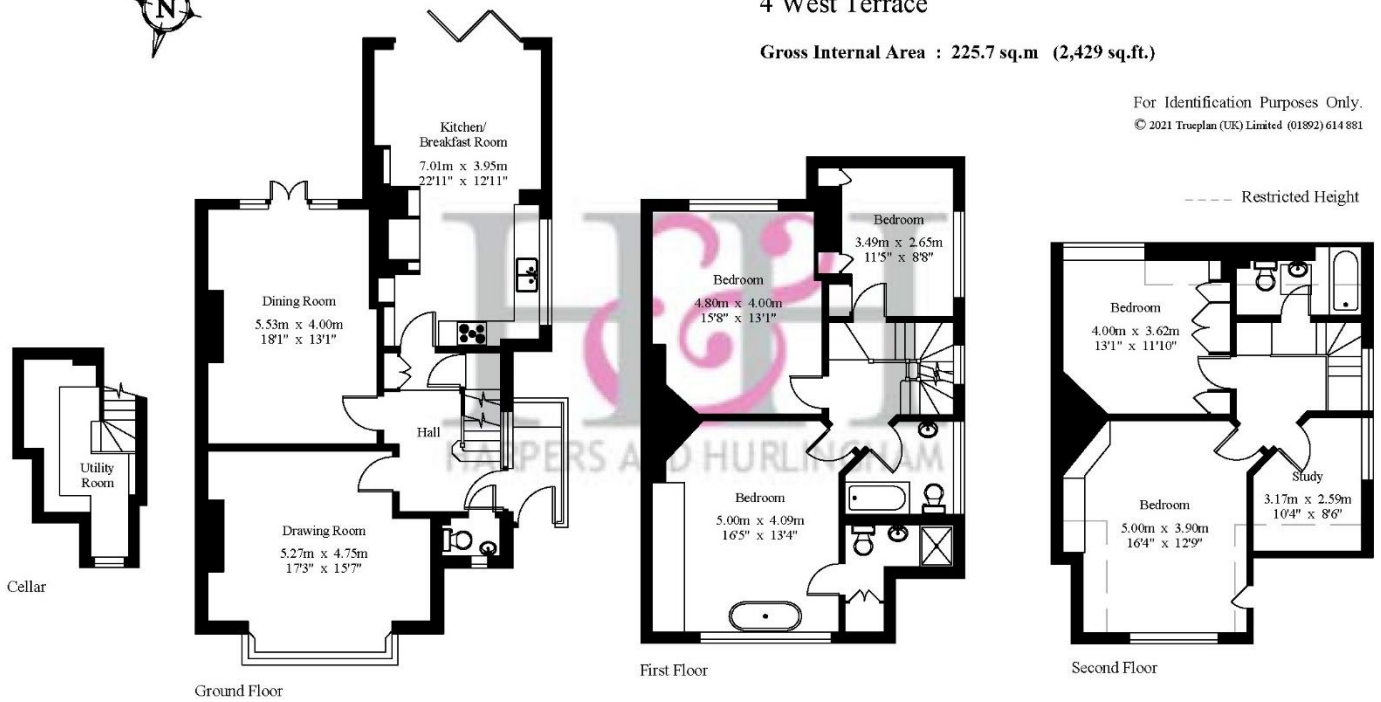 N
4 West Terrace
Gross Internal Area : 225.7 sq.m (2,429 sq.ft.)
For Identification Purposes Only.
© 2021 Trueplan (UK) Limited (01892) 614 881
Restricted Height
Kitchen/
Breakfast Room
7.01m x 3.95m
22'11" x 12'11"
Dining Room
5.53m x 4.00m
18'1" x 13'1"
Hall
Drawing Room
5.27m x 4.75m
17'3" x 15'7"
Ground Floor
Utility
Room
Cellar
Bedroom
3.49m x 2.65m
11'5" x 8'8"
Bedroom
4.80m x 4.00m
15'8" x 13'1"
Bedroom
5.00m x 4.09m
16'5" x 13'4"
First Floor
Bedroom
4.00m x 3.62m
13'1" x 11'10"
Study
3.17m x 2.59m
10'4" x 8'6"
Bedroom
5.00m x 3.90m
16'4" x 12'9"
Second Floor
H&H
HARPERS AND HURLINGHAM